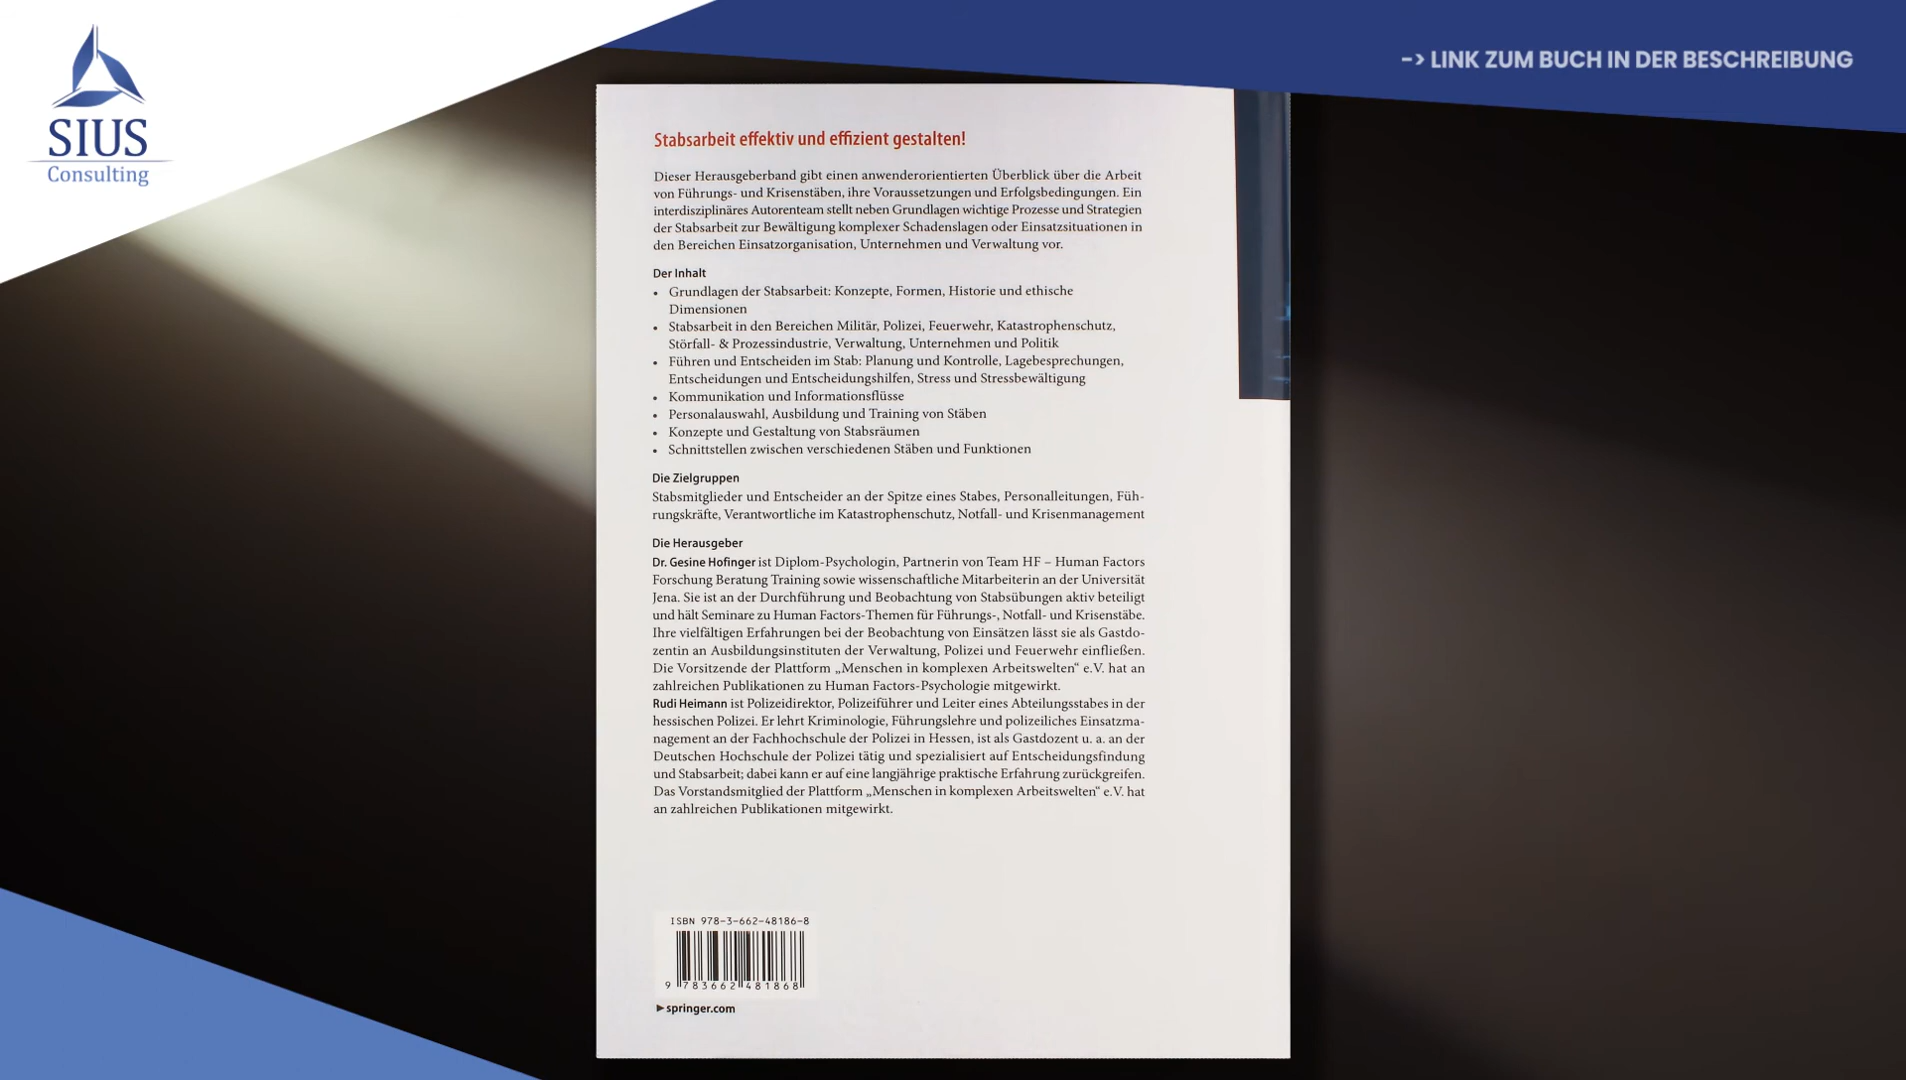 SIUS
Consulting
-> LINK ZUM BUCH IN DER BESCHREIBUNG
Stabsarbeit effektiv und effizient gestalten!
Dieser Herausgeberband gibt einen anwenderorientierten Überblick über die Arbeit
von Führungs- und Krisenstäben, ihre Voraussetzungen und Erfolgsbedingungen. Ein
interdisziplinäres Autorenteam stellt neben Grundlagen wichtige Prozesse und Strategien
der Stabsarbeit zur Bewältigung komplexer Schadenslagen oder Einsatzsituationen in
den Bereichen Einsatzorganisation, Unternehmen und Verwaltung vor.
Der Inhalt
• Grundlagen der Stabsarbeit: Konzepte, Formen, Historie und ethische
Dimensionen
• Stabsarbeit in den Bereichen Militär, Polizei, Feuerwehr, Katastrophenschutz,
Störfall- & Prozessindustrie, Verwaltung, Unternehmen und Politik
• Führen und Entscheiden im Stab: Planung und Kontrolle, Lagebesprechungen,
Entscheidungen und Entscheidungshilfen, Stress und Stressbewältigung
• Kommunikation und Informationsflüsse
• Personalauswahl, Ausbildung und Training von Stäben
• Konzepte und Gestaltung von Stabsräumen
• Schnittstellen zwischen verschiedenen Stäben und Funktionen
Die Zielgruppen
Stabsmitglieder und Entscheider an der Spitze eines Stabes, Personalleitungen, Füh-
rungskräfte, Verantwortliche im Katastrophenschutz, Notfall- und Krisenmanagement
Die Herausgeber
Dr. Gesine Hofinger ist Diplom-Psychologin, Partnerin von Team HF – Human Factors
Forschung Beratung Training sowie wissenschaftliche Mitarbeiterin an der Universität
Jena. Sie ist an der Durchführung und Beobachtung von Stabsübungen aktiv beteiligt
und hält Seminare zu Human Factors-Themen für Führungs-, Notfall- und Krisenstäbe.
Ihre vielfältigen Erfahrungen bei der Beobachtung von Einsätzen lässt sie als Gastdo-
zentin an Ausbildungsinstituten der Verwaltung, Polizei und Feuerwehr einfließen.
Die Vorsitzende der Plattform „Menschen in komplexen Arbeitswelten“ e.V. hat an
zahlreichen Publikationen zu Human Factors-Psychologie mitgewirkt.
Rudi Heimann ist Polizeidirektor, Polizeiführer und Leiter eines Abteilungsstabes in der
hessischen Polizei. Er lehrt Kriminologie, Führungslehre und polizeiliches Einsatzma-
nagement an der Fachhochschule der Polizei in Hessen, ist als Gastdozent u. a. an der
Deutschen Hochschule der Polizei tätig und spezialisiert auf Entscheidungsfindung
und Stabsarbeit; dabei kann er auf eine langjährige praktische Erfahrung zurückgreifen.
Das Vorstandsmitglied der Plattform „Menschen in komplexen Arbeitswelten“ e.V. hat
an zahlreichen Publikationen mitgewirkt.
ISBN 978-3-662-48186-8
9 783662 481868
▶ springer.com